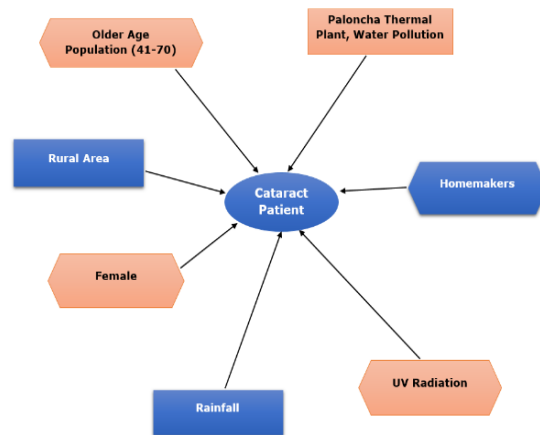 Older Age
Population (41-70)
Paloncha Thermal
Plant, Water Pollution
Rural Area
Cataract
Patient
Homemakers
Female
UV Radiation
Rainfall